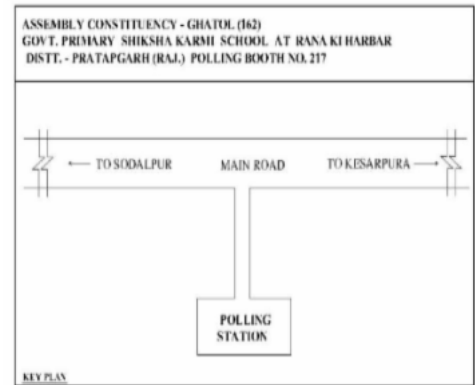 ASSEMBLY CONSTITUENCY - GHATOL (162)
GOVT. PRIMARY SHIKSHA KARMI SCHOOL AT RANA KI HARBAR
DISTT. - PRATAPGARH (RAJ.) POLLING BOOTH NO. 217
← TO SODALPUR MAIN ROAD TO KESARPURA →
POLLING
STATION
KEY PLAN